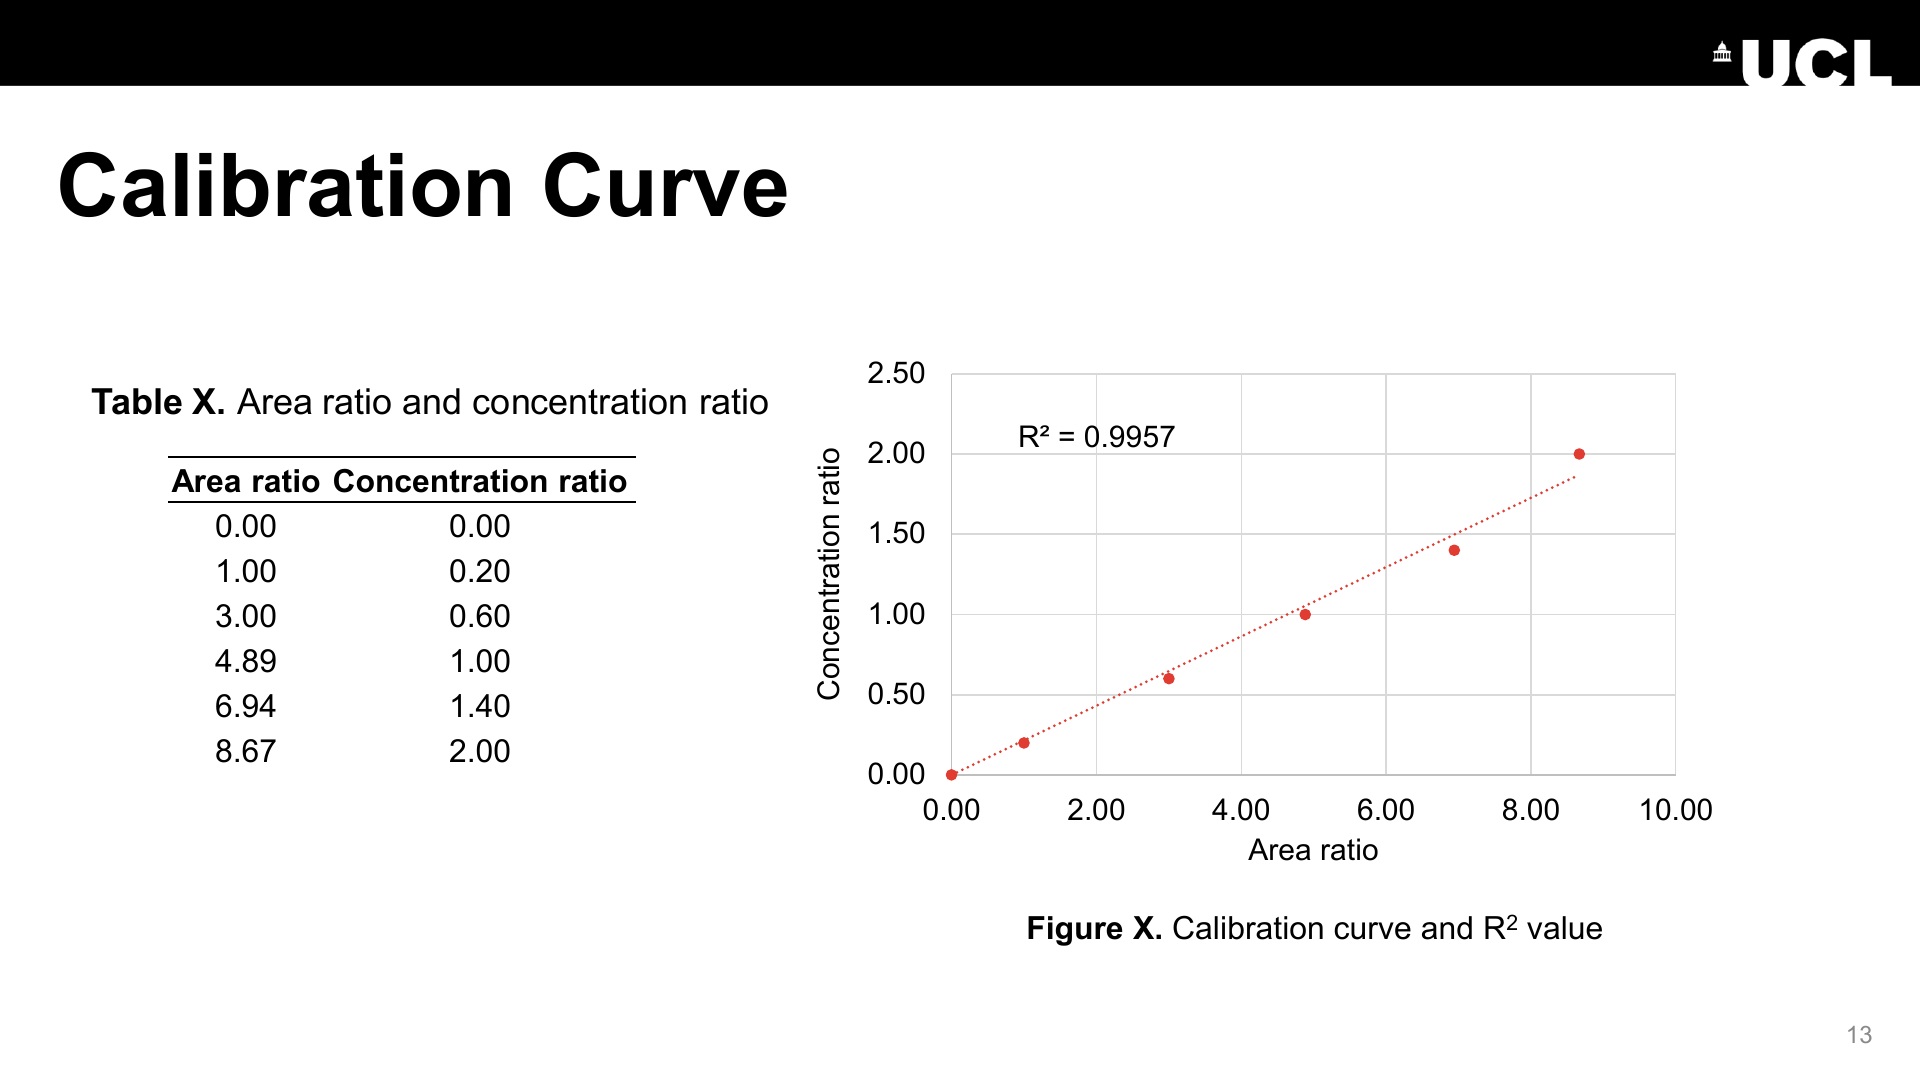 UCL
Calibration Curve
Table X. Area ratio and concentration ratio
Area ratio Concentration ratio
0.00 0.00
1.00 0.20
3.00 0.60
4.89 1.00
6.94 1.40
8.67 2.00
2.50
2.00
1.50
1.00
0.50
0.00
Concentration ratio
R² = 0.9957
0.00 2.00 4.00 6.00 8.00 10.00
Area ratio
Figure X. Calibration curve and R² value
13